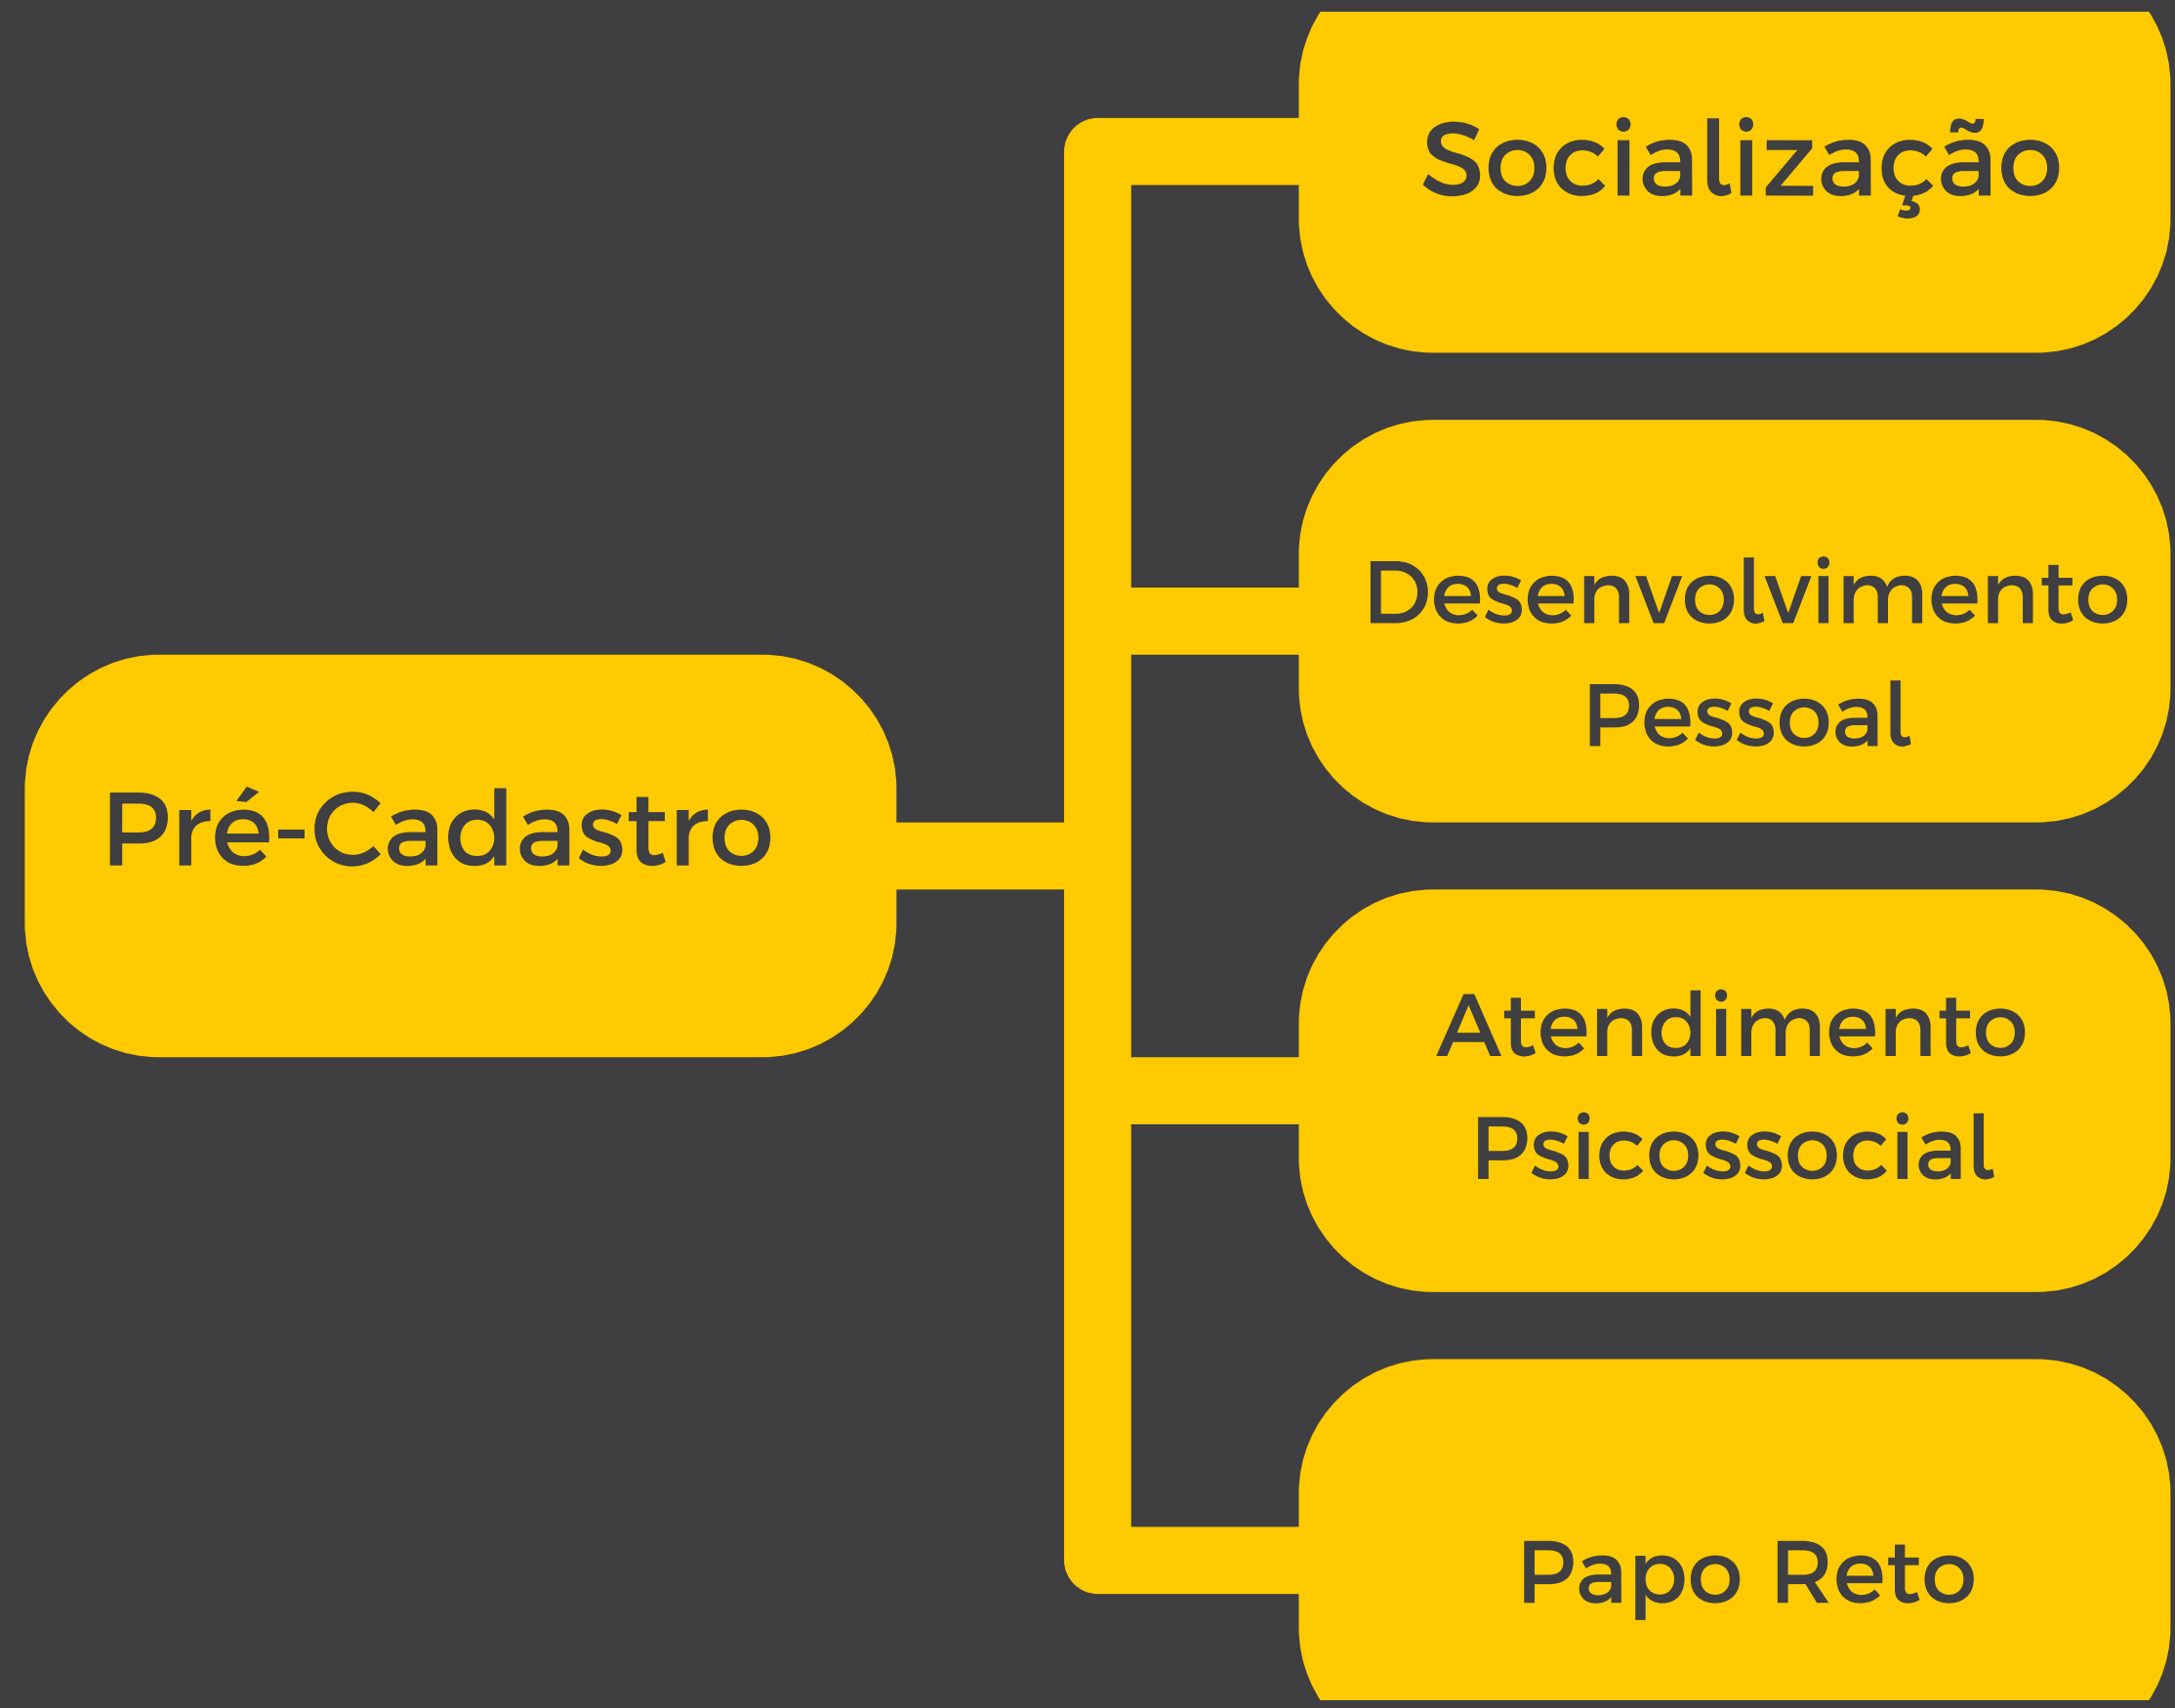 Socialização
Desenvolvimento
Pessoal
Pré-Cadastro
Atendimento
Psicossocial
Papo Reto